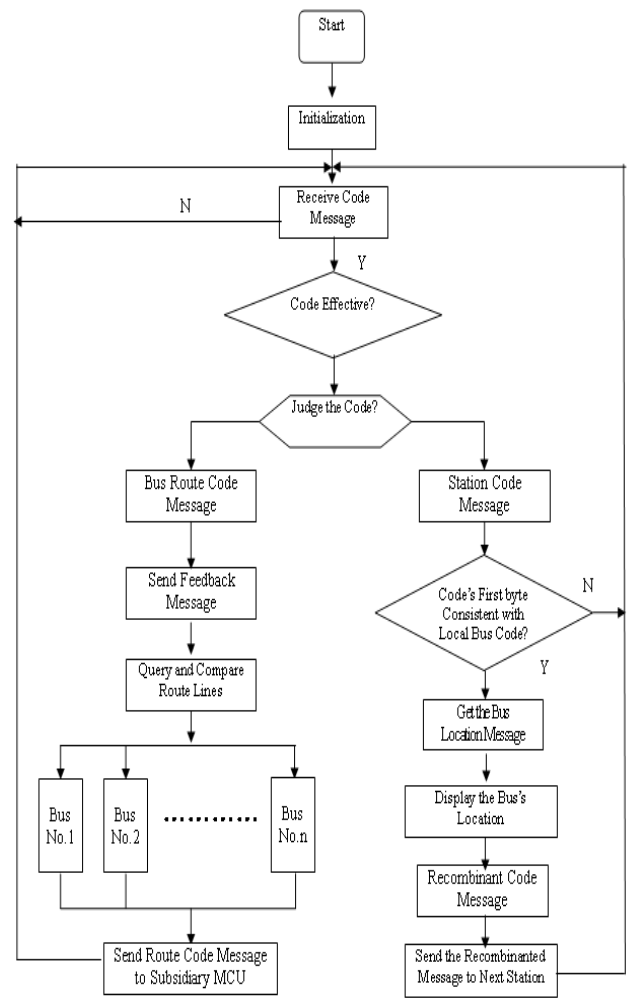 Start
Initialization
Receive Code
Message
N
Y
Code Effective?
Judge the Code?
Bus Route Code
Message
Station Code
Message
Send Feedback
Message
Code's First byte
Consistent with
Local Bus Code?
N
Y
Query and Compare
Route Lines
Get the Bus
Location Message
Bus
No.1
Bus
No.2
Bus
No.n
Display the Bus's
Location
Recombinant Code
Message
Send Route Code Message
to Subsidiary MCU
Send the Recombinanted
Message to Next Station